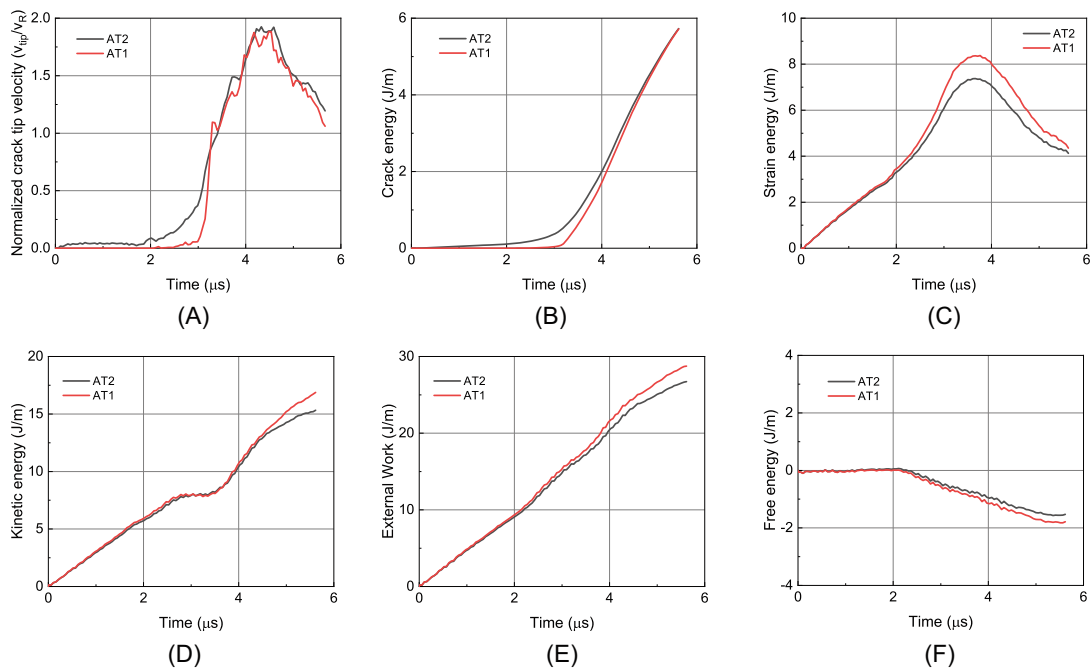 Normalized crack tip velocity (v_tip/v_R)
2.0
1.5
1.0
0.5
0.0
0 2 4 6
AT2
AT1
Time (μs)
(A)
Crack energy (J/m)
6
4
2
0
0 2 4 6
AT2
AT1
Time (μs)
(B)
Strain energy (J/m)
10
8
6
4
2
0
0 2 4 6
AT2
AT1
Time (μs)
(C)
Kinetic energy (J/m)
20
15
10
5
0
0 2 4 6
AT2
AT1
Time (μs)
(D)
External Work (J/m)
30
20
10
0
0 2 4 6
AT2
AT1
Time (μs)
(E)
Free energy (J/m)
4
2
0
-2
-4
0 2 4 6
AT2
AT1
Time (μs)
(F)